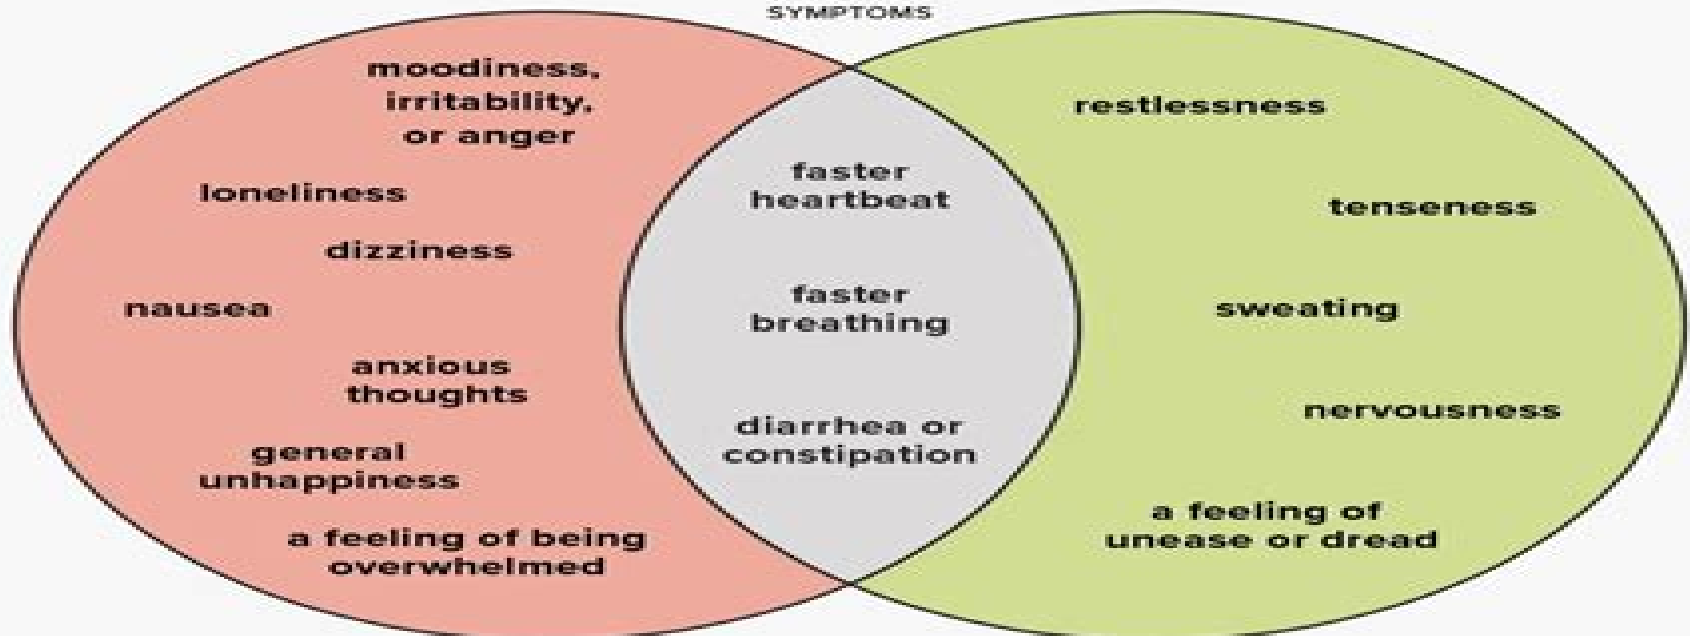 SYMPTOMS
moodiness,
irritability,
or anger
loneliness
dizziness
nausea
anxious
thoughts
general
unhappiness
a feeling of being
overwhelmed
faster
heartbeat
faster
breathing
diarrhea or
constipation
restlessness
tenseness
sweating
nervousness
a feeling of
unease or dread